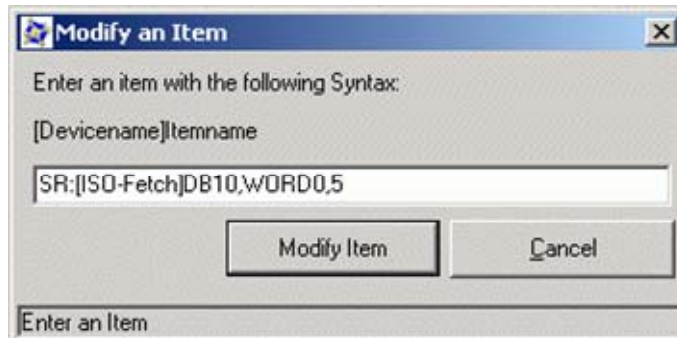 Modify an Item
Enter an item with the following Syntax:
[Devicename]Itemname
SR:[ISO-Fetch]DB10,WORD0,5
Modify Item Cancel
Enter an Item